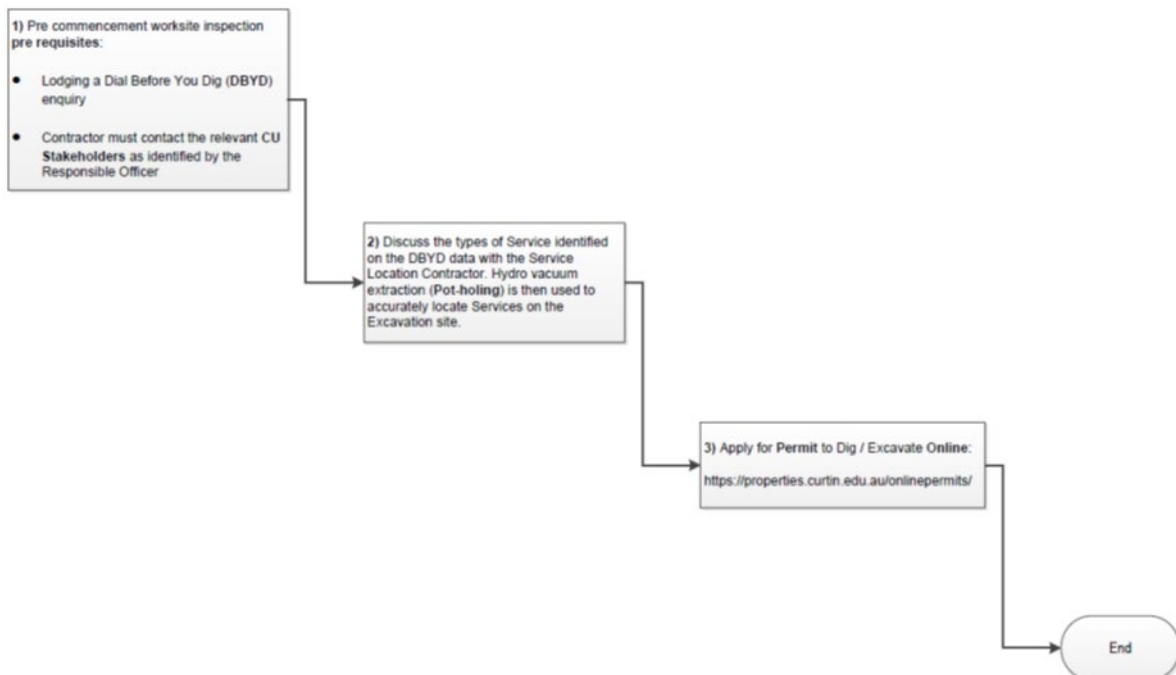 1) Pre commencement worksite inspection
pre requisites:
● Lodging a Dial Before You Dig (DBYD)
enquiry
● Contractor must contact the relevant CU
Stakeholders as identified by the
Responsible Officer
2) Discuss the types of Service identified
on the DBYD data with the Service
Location Contractor. Hydro vacuum
extraction (Pot-holing) is then used to
accurately locate Services on the
Excavation site.
3) Apply for Permit to Dig / Excavate Online:
https://properties.curtin.edu.au/onlinepermits/
End